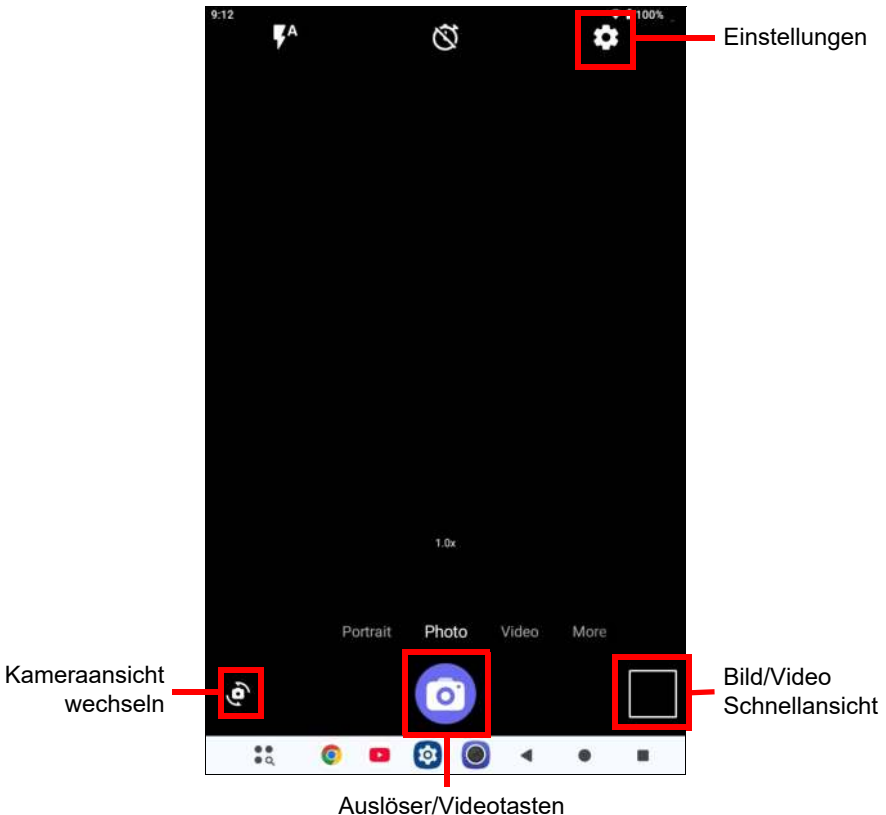 9:12
100%
A
Einstellungen
1.0x
Portrait Photo Video More
Kameraansicht
wechseln
Bild/Video
Schnellansicht
Auslöser/Videotasten